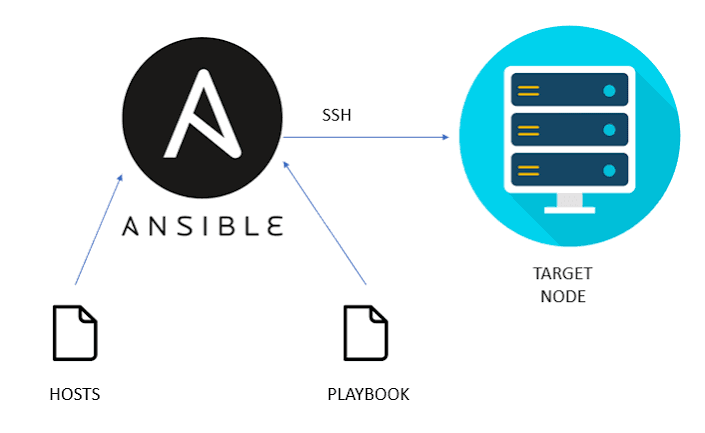 SSH
ANSIBLE
TARGET
NODE
HOSTS
PLAYBOOK